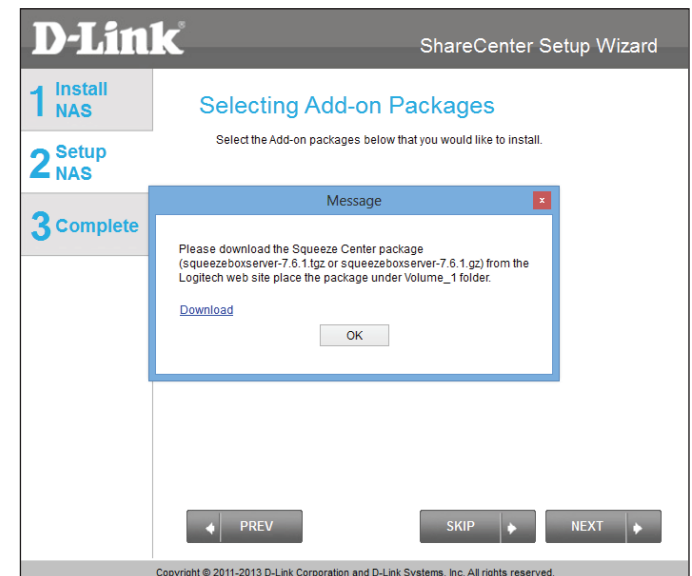 D-Link
ShareCenter Setup Wizard
1 Install
NAS
2 Setup
NAS
3 Complete
Selecting Add-on Packages
Select the Add-on packages below that you would like to install.
Message
x
Please download the Squeeze Center package
(squeezeboxserver-7.6.1.tgz or squeezeboxserver-7.6.1.gz) from the
Logitech web site place the package under Volume_1 folder.
Download
OK
PREV
SKIP
NEXT
Copyright © 2011-2013 D-Link Corporation and D-Link Systems, Inc. All rights reserved.